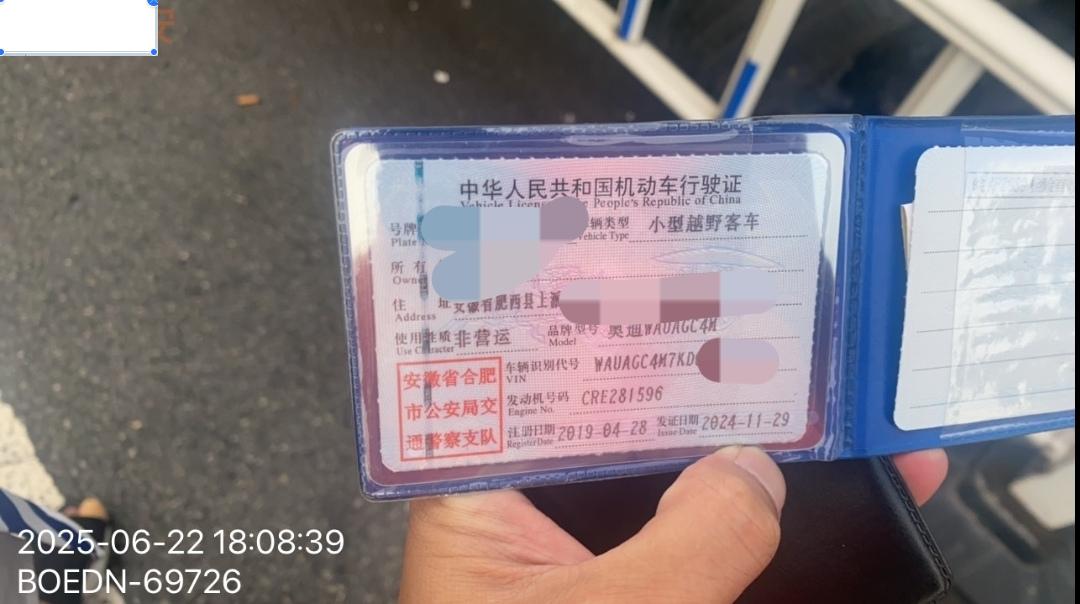 中华人民共和国机动车行驶证
Vehicle License People's Republic of China
号牌
Plate
辆类型 小型越野客车
Vehicle Type
所有
Owner
住址 安徽省肥西县上派
Address
使用性质 非营运
Use Character
品牌型号 奥迪WAUAGC4M
Model
车辆识别代号 WAUAGC4M7KD
VIN
发动机号码 CRE281596
Engine No.
注册日期 2019-04-28 发证日期 2024-11-29
Register Date Issue Date
安徽省合肥
市公安局交
通警察支队
2025-06-22 18:08:39
BOEDN-69726